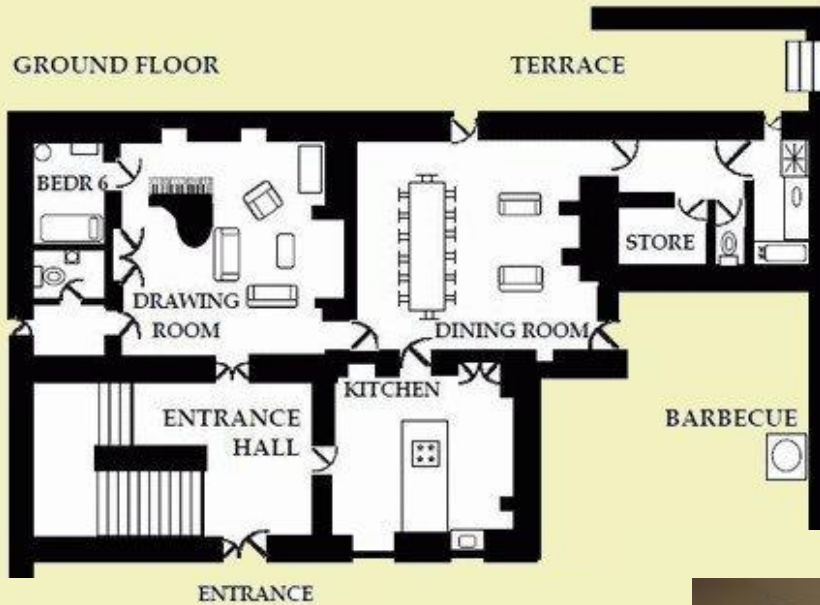 GROUND FLOOR
TERRACE
BEDR 6
STORE
DRAWING
ROOM
DINING ROOM
KITCHEN
ENTRANCE
HALL
BARBECUE
ENTRANCE